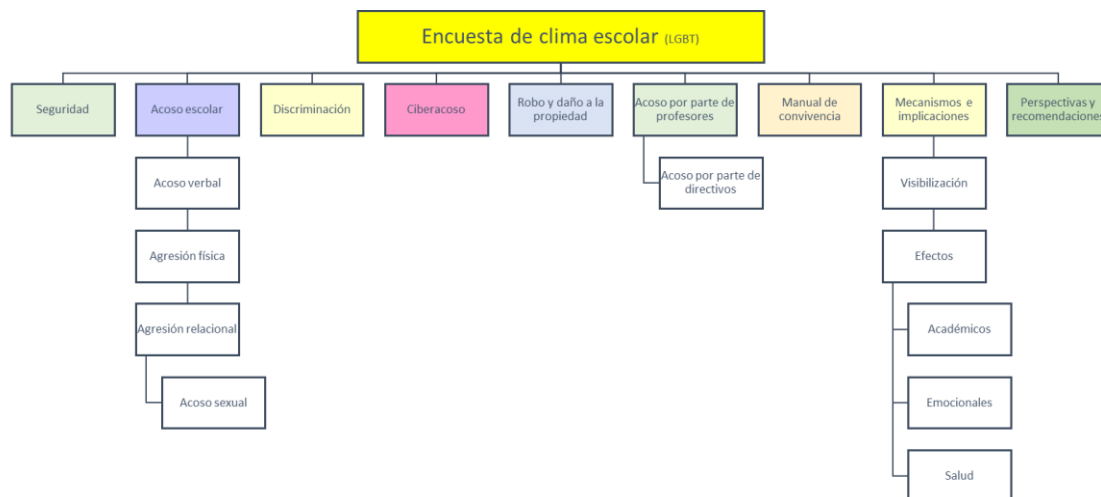 Encuesta de clima escolar (LGBT)
Seguridad
Acoso escolar
Discriminación
Ciberacoso
Robo y daño a la
propiedad
Acoso por parte de
profesores
Manual de
convivencia
Mecanismos e
implicaciones
Perspectivas y
recomendaciones
Acoso verbal
Agresión física
Agresión relacional
Acoso sexual
Acoso por parte de
directivos
Visibilización
Efectos
Académicos
Emocionales
Salud